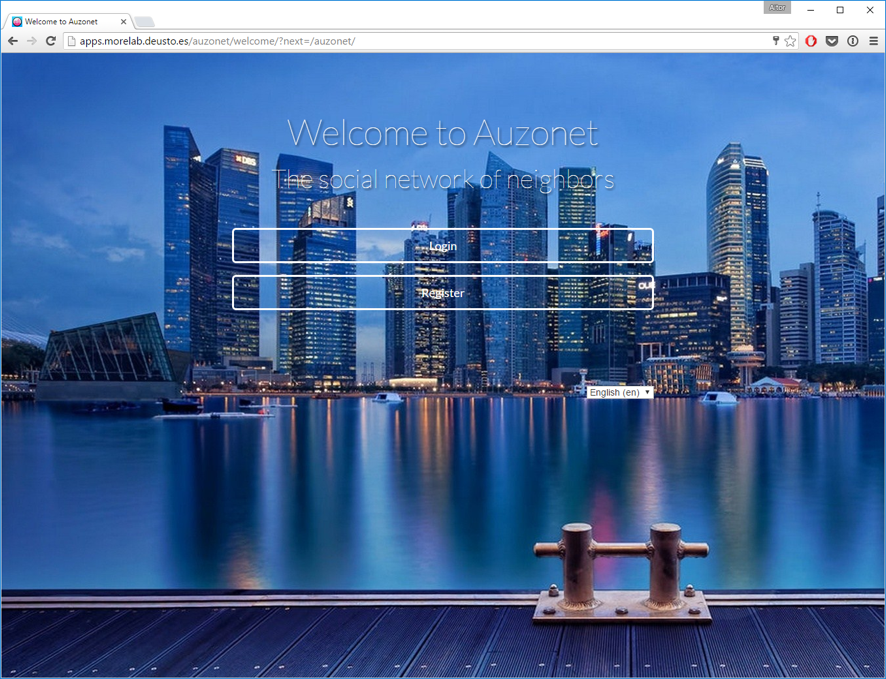 Aitor
Welcome to Auzonet
apps.morelab.deusto.es/auzonet/welcome/?next=/auzonet/
Welcome to Auzonet
The social network of neighbors
DBS
Login
Register
English (en)